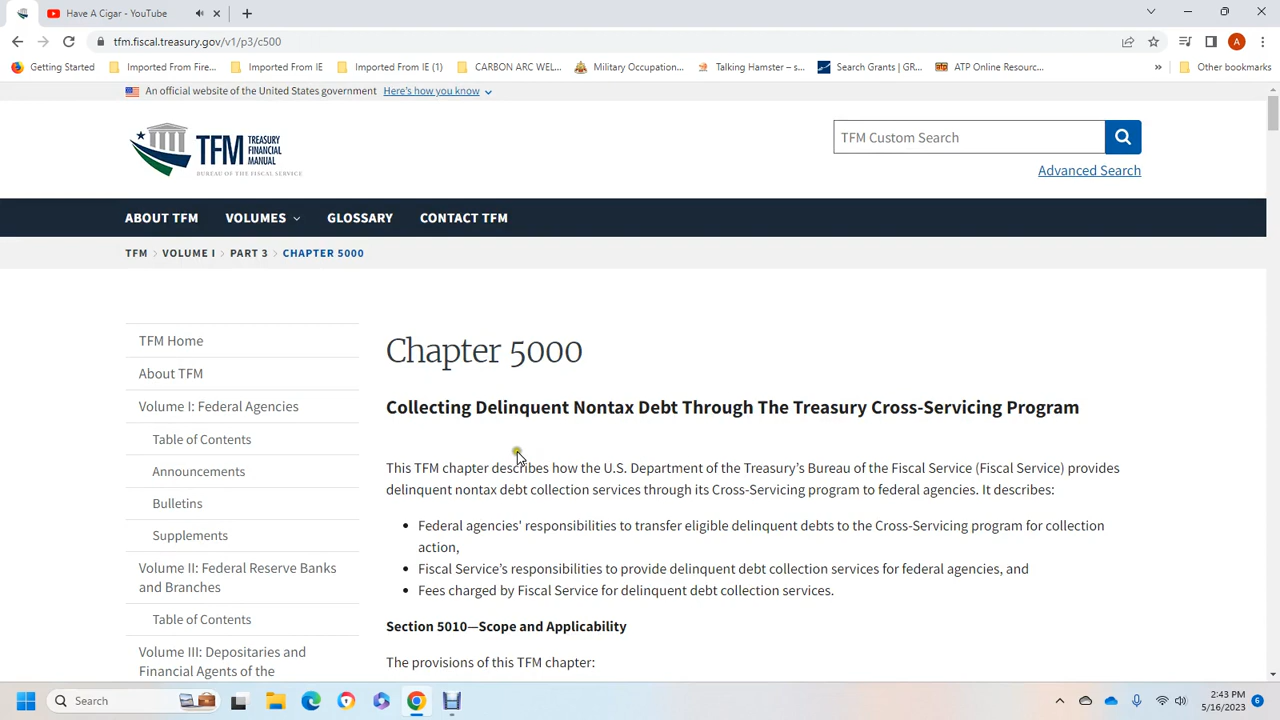 Have A Cigar - YouTube
tfm.fiscal.treasury.gov/v1/p3/c500
A
Getting Started
Imported From Fire...
Imported From IE
Imported From IE (1)
CARBON ARC WEL...
Military Occupation...
Talking Hamster – s...
Search Grants | GR...
ATP Online Resourc...
»
Other bookmarks
An official website of the United States government Here's how you know
TFM TREASURY FINANCIAL MANUAL
BUREAU OF THE FISCAL SERVICE
TFM Custom Search
Advanced Search
ABOUT TFM VOLUMES GLOSSARY CONTACT TFM
TFM > VOLUME I > PART 3 > CHAPTER 5000
TFM Home
About TFM
Volume I: Federal Agencies
Table of Contents
Announcements
Bulletins
Supplements
Volume II: Federal Reserve Banks
and Branches
Table of Contents
Volume III: Depositaries and
Financial Agents of the
Chapter 5000
Collecting Delinquent Nontax Debt Through The Treasury Cross-Servicing Program
This TFM chapter describes how the U.S. Department of the Treasury’s Bureau of the Fiscal Service (Fiscal Service) provides
delinquent nontax debt collection services through its Cross-Servicing program to federal agencies. It describes:
• Federal agencies' responsibilities to transfer eligible delinquent debts to the Cross-Servicing program for collection
action,
• Fiscal Service’s responsibilities to provide delinquent debt collection services for federal agencies, and
• Fees charged by Fiscal Service for delinquent debt collection services.
Section 5010—Scope and Applicability
The provisions of this TFM chapter:
Search
2:43 PM
5/16/2023
6